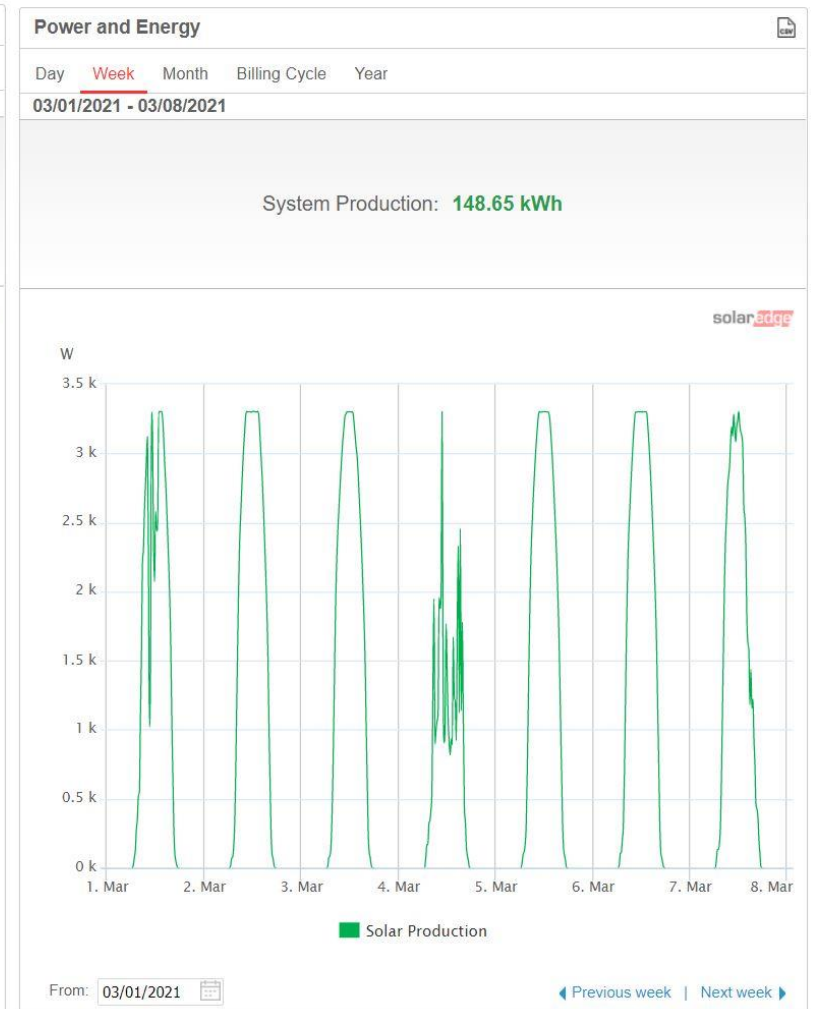 Power and Energy
CSV
Day Week Month Billing Cycle Year
03/01/2021 - 03/08/2021
System Production: 148.65 kWh
solaredge
W
3.5 k
3 k
2.5 k
2 k
1.5 k
1 k
0.5 k
0 k
1. Mar 2. Mar 3. Mar 4. Mar 5. Mar 6. Mar 7. Mar 8. Mar
Solar Production
From: 03/01/2021 Previous week | Next week